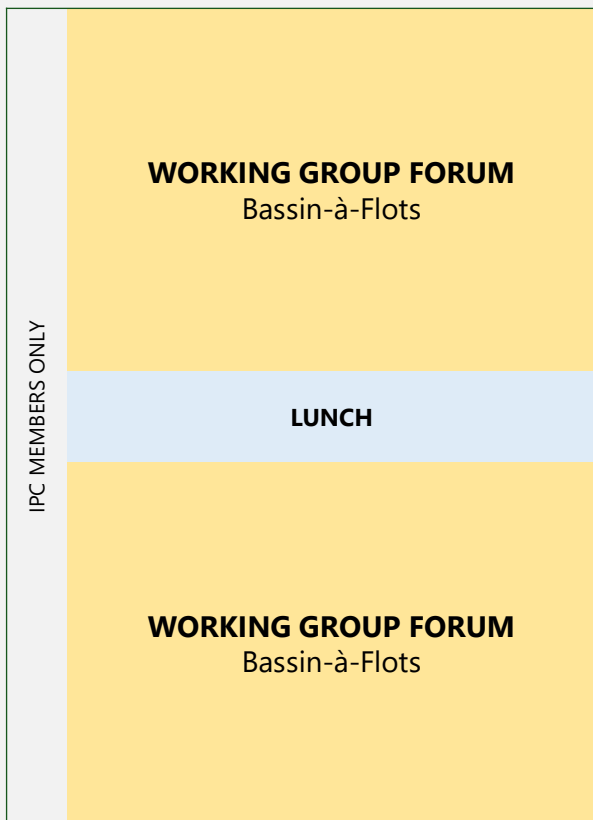 IPC MEMBERS ONLY
WORKING GROUP FORUM
Bassin-à-Flots
LUNCH
WORKING GROUP FORUM
Bassin-à-Flots